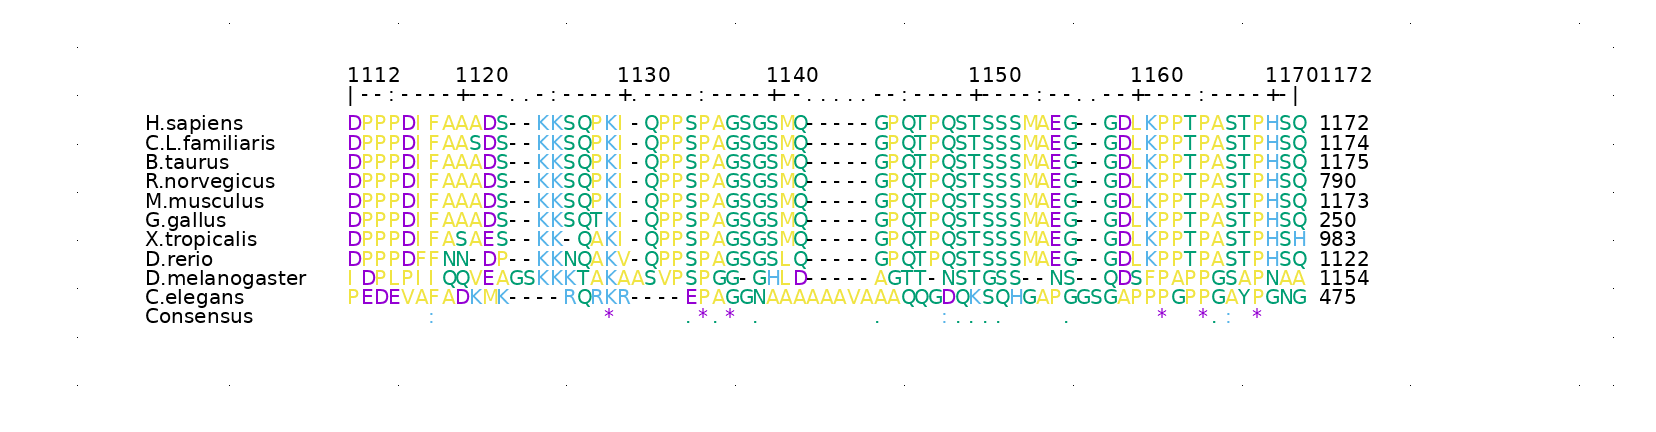 1112 1120 1130 1140 1150 1160 11701172
|--:----+---..-:----+.----:----+--.....--:----+----:--..--+----:----+-|
H.sapiens DPPPDIFAAADS--KKSQPKI-QPPSPAGSGSMQ-----GPQTPQSTSSSMAEG--GDLKPPTPASTPHSQ 1172
C.L.familiaris DPPPDIFAASDS--KKSQPKI-QPPSPAGSGSMQ-----GPQTPQSTSSSMAEG--GDLKPPTPASTPHSQ 1174
B.taurus DPPPDIFAAADS--KKSQPKI-QPPSPAGSGSMQ-----GPQTPQSTSSSMAEG--GDLKPPTPASTPHSQ 1175
R.norvegicus DPPPDIFAAADS--KKSQPKI-QPPSPAGSGSMQ-----GPQTPQSTSSSMAEG--GDLKPPTPASTPHSQ 790
M.musculus DPPPDIFAAADS--KKSQPKI-QPPSPAGSGSMQ-----GPQTPQSTSSSMAEG--GDLKPPTPASTPHSQ 1173
G.gallus DPPPDIFAAADS--KKSQTKI-QPPSPAGSGSMQ-----GPQTPQSTSSSMAEG--GDLKPPTPASTPHSQ 250
X.tropicalis DPPPDIFASAES--KK-QAKI-QPPSPAGSGSMQ-----GPQTPQSTSSSMAEG--GDLKPPTPASTPHSH 983
D.rerio DPPPDFFNN-DP--KKNQAKV-QPPSPAGSGSLQ-----GPQTPQSTSSSMAEG--GDLKPPTPASTPHSQ 1122
D.melanogaster IDPLPIIQQVEAGSKKKTAKAASVPSPGG-GHLD-----AGTT-NSTGSS--NS--QDSFPAPPGSAPNAA 1154
C.elegans PEDEVAFADKMK----RQRKR----EPAGGNAAAAAAVAAAQQGDQKSQHGAPGGSGAPPPGPPGAYPGNG 475
Consensus       :            *     .*.* .        .    :....    .      *  *.: *